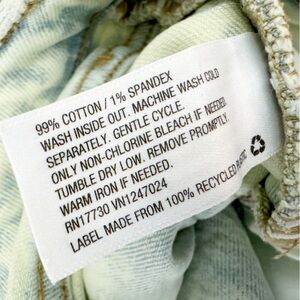 99% COTTON / 1% SPANDEX
WASH INSIDE OUT. MACHINE WASH COLD
SEPARATELY. GENTLE CYCLE.
ONLY NON-CHLORINE BLEACH IF NEEDED.
TUMBLE DRY LOW. REMOVE PROMPTLY.
WARM IRON IF NEEDED.
RN17730 VN1247024
LABEL MADE FROM 100% RECYCLED